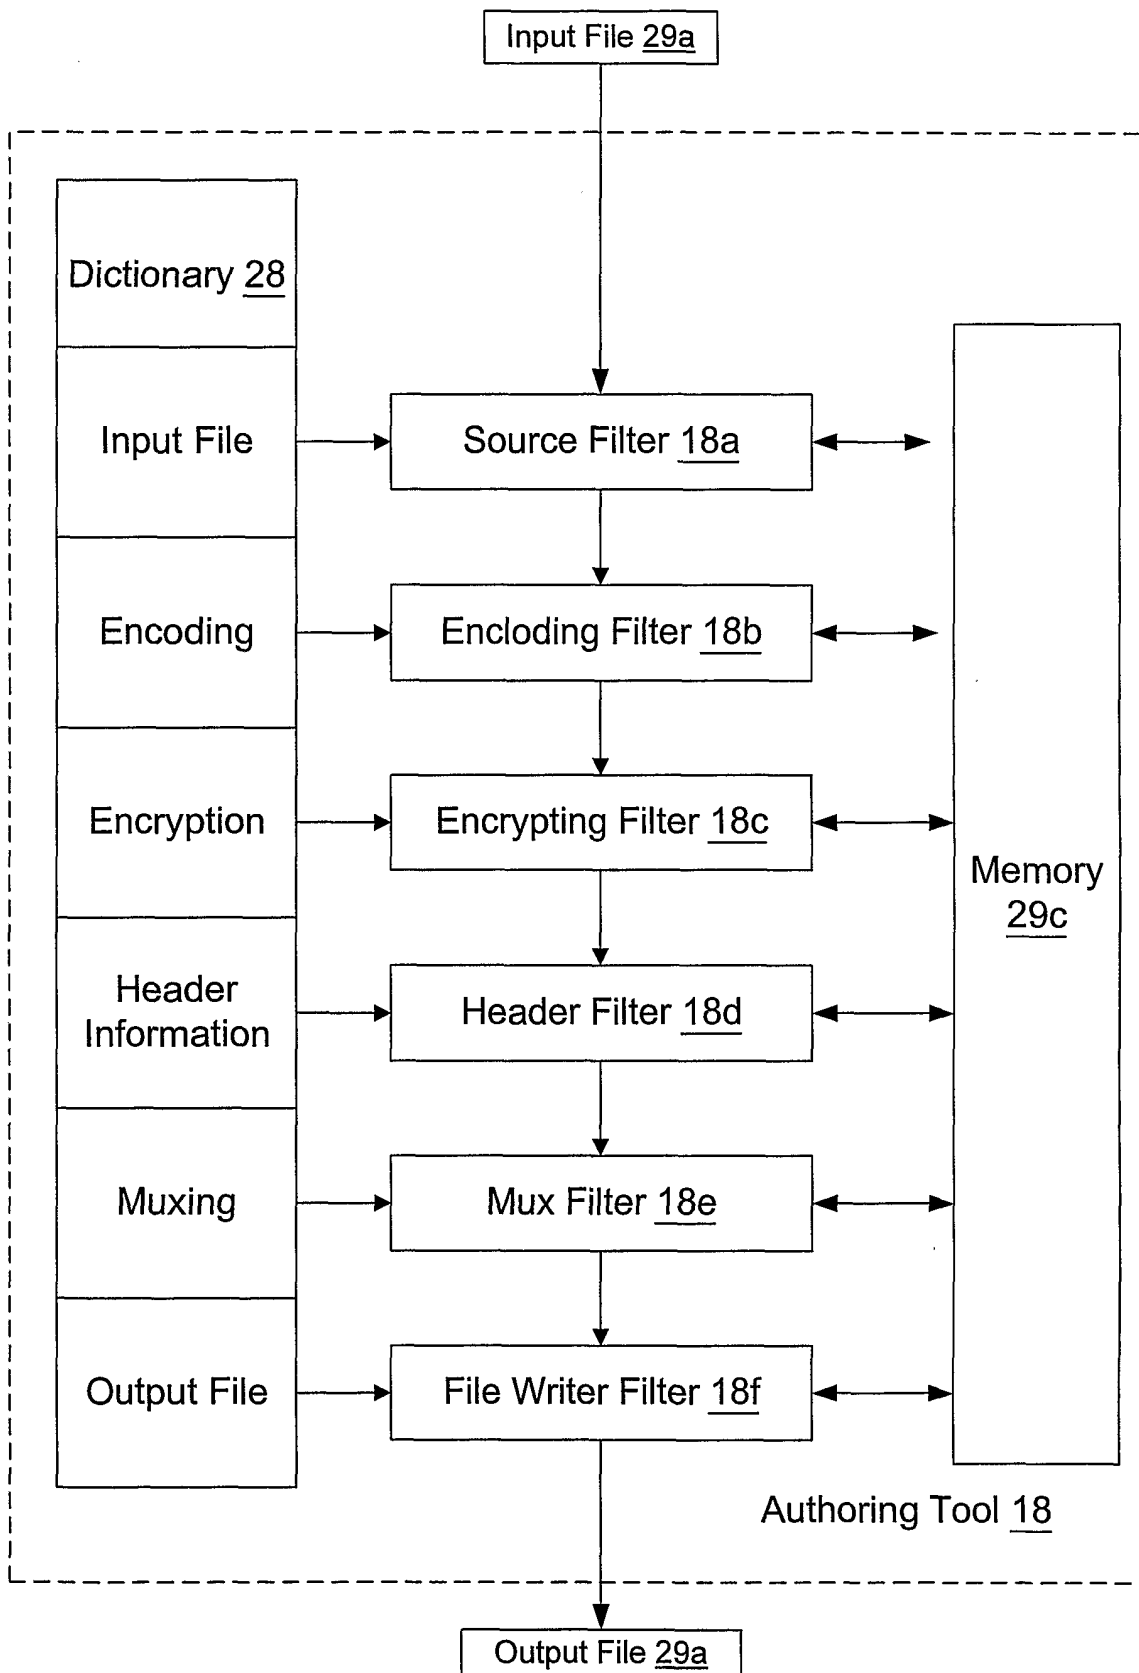 Input File 29a
Dictionary 28
Input File
Source Filter 18a
Encoding
Encloding Filter 18b
Encryption
Encrypting Filter 18c
Memory
29c
Header
Information
Header Filter 18d
Muxing
Mux Filter 18e
Output File
File Writer Filter 18f
Authoring Tool 18
Output File 29a